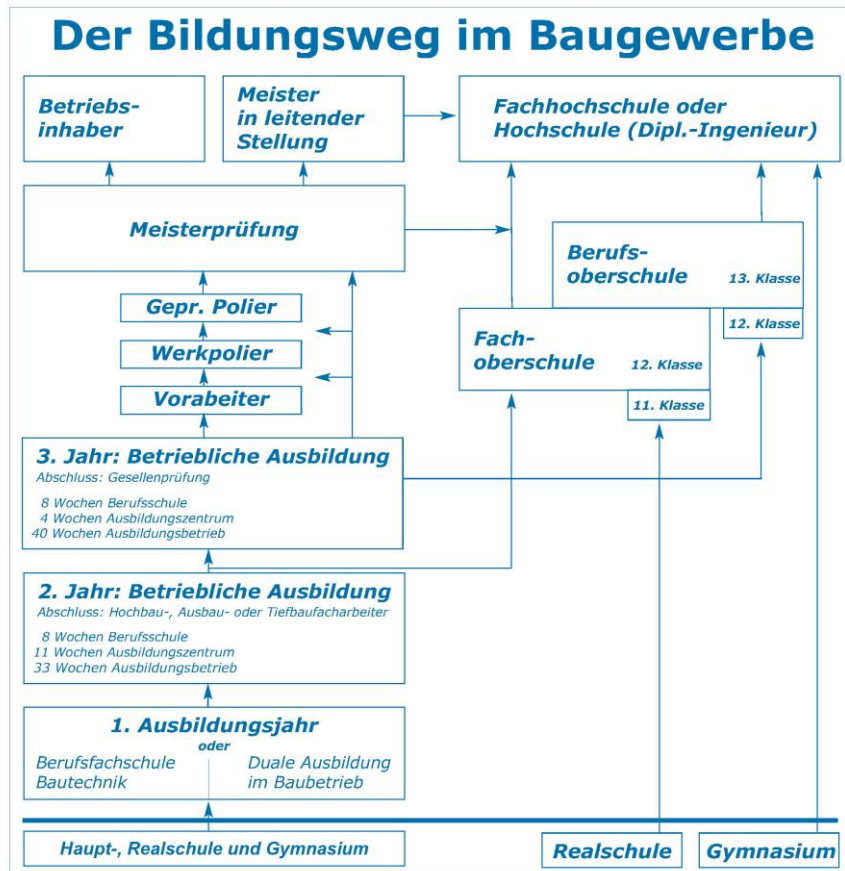 Der Bildungsweg im Baugewerbe
Betriebs-
inhaber
Meister
in leitender
Stellung
Fachhochschule oder
Hochschule (Dipl.-Ingenieur)
Meisterprüfung
Berufs-
oberschule
13. Klasse
12. Klasse
Gepr. Polier
Werkpolier
Vorabeiter
Fach-
oberschule
12. Klasse
11. Klasse
3. Jahr: Betriebliche Ausbildung
Abschluss: Gesellenprüfung
8 Wochen Berufsschule
4 Wochen Ausbildungszentrum
40 Wochen Ausbildungsbetrieb
2. Jahr: Betriebliche Ausbildung
Abschluss: Hochbau-, Ausbau- oder Tiefbaufacharbeiter
8 Wochen Berufsschule
11 Wochen Ausbildungszentrum
33 Wochen Ausbildungsbetrieb
1. Ausbildungsjahr
oder
Berufsfachschule
Bautechnik
Duale Ausbildung
im Baubetrieb
Haupt-, Realschule und Gymnasium
Realschule
Gymnasium